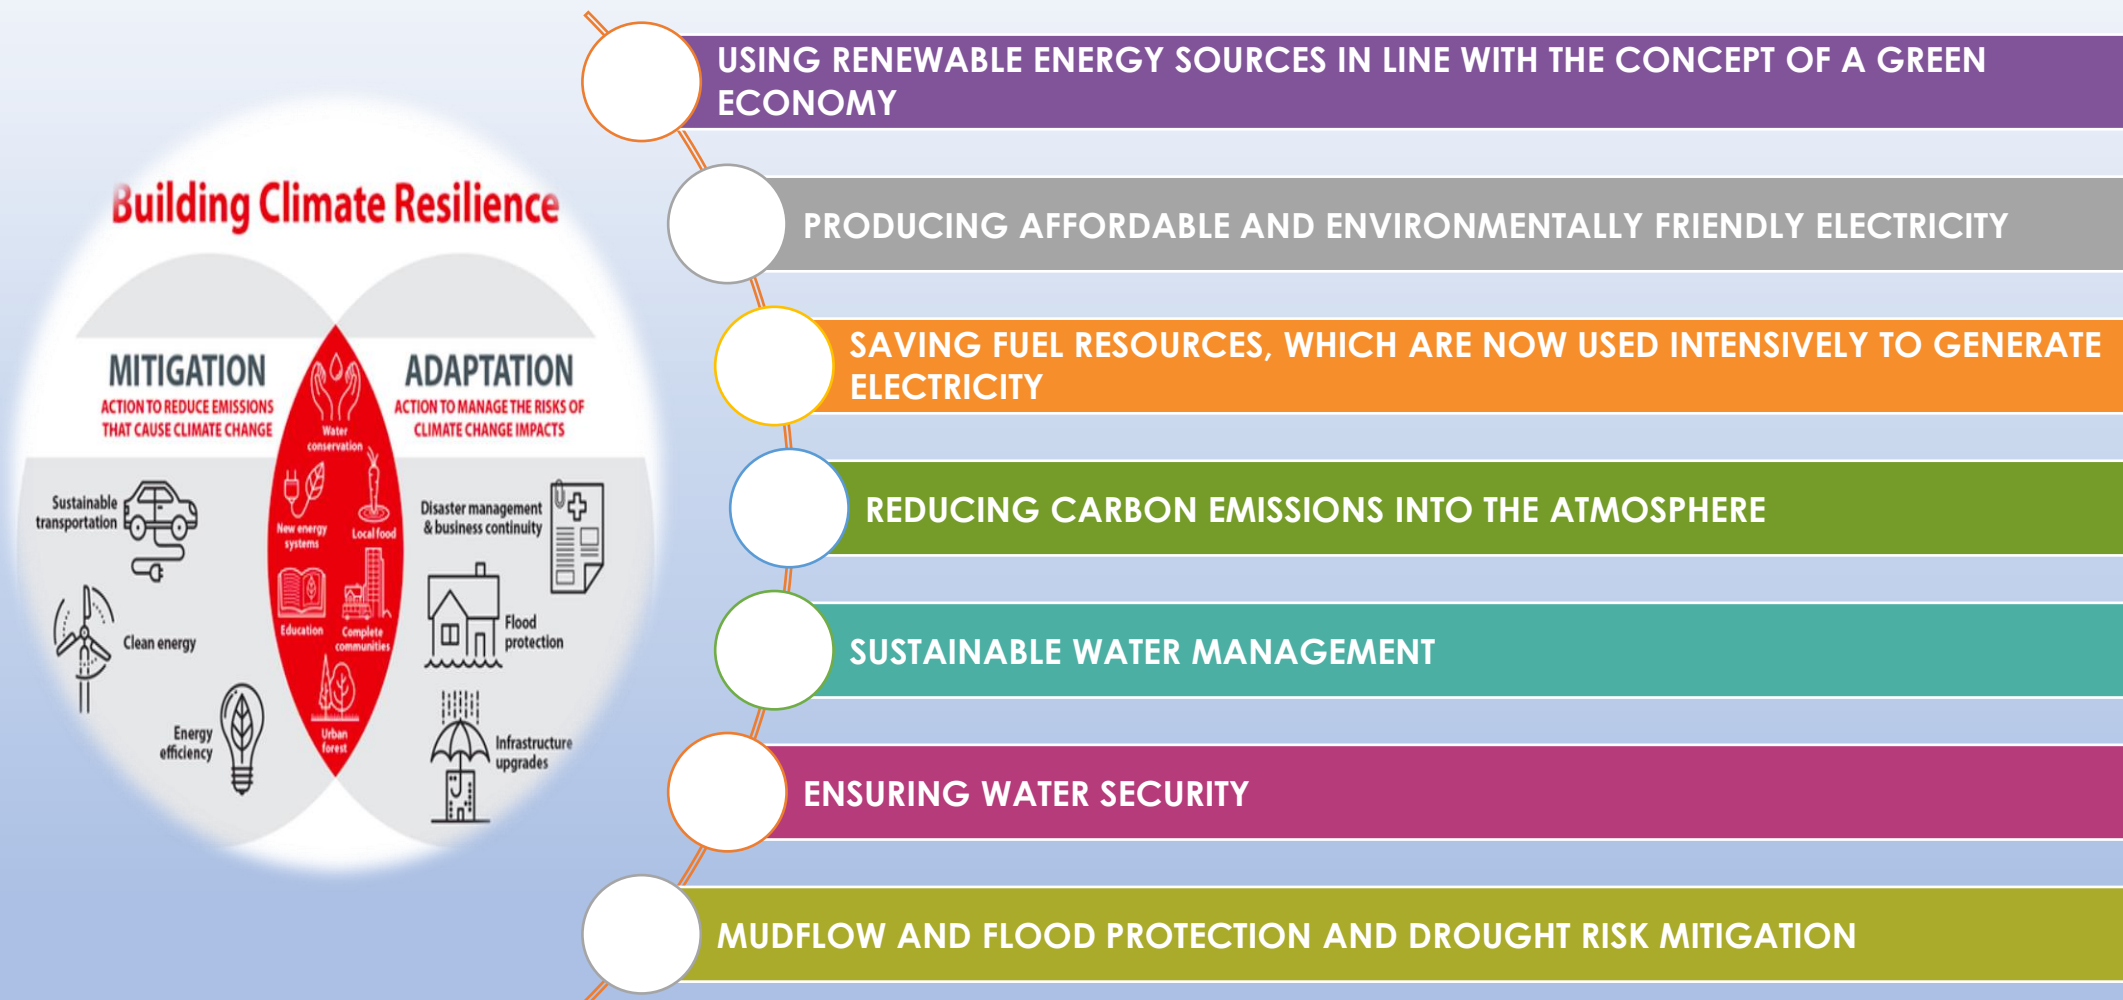 Building Climate Resilience
MITIGATION
ACTION TO REDUCE EMISSIONS
THAT CAUSE CLIMATE CHANGE
ADAPTATION
ACTION TO MANAGE THE RISKS OF
CLIMATE CHANGE IMPACTS
Sustainable
transportation
Clean energy
Energy
efficiency
Water
conservation
New energy
systems
Local food
Education
Complete
communities
Urban
forest
Disaster management
& business continuity
Flood
protection
Infrastructure
upgrades
USING RENEWABLE ENERGY SOURCES IN LINE WITH THE CONCEPT OF A GREEN
ECONOMY
PRODUCING AFFORDABLE AND ENVIRONMENTALLY FRIENDLY ELECTRICITY
SAVING FUEL RESOURCES, WHICH ARE NOW USED INTENSIVELY TO GENERATE
ELECTRICITY
REDUCING CARBON EMISSIONS INTO THE ATMOSPHERE
SUSTAINABLE WATER MANAGEMENT
ENSURING WATER SECURITY
MUDFLOW AND FLOOD PROTECTION AND DROUGHT RISK MITIGATION